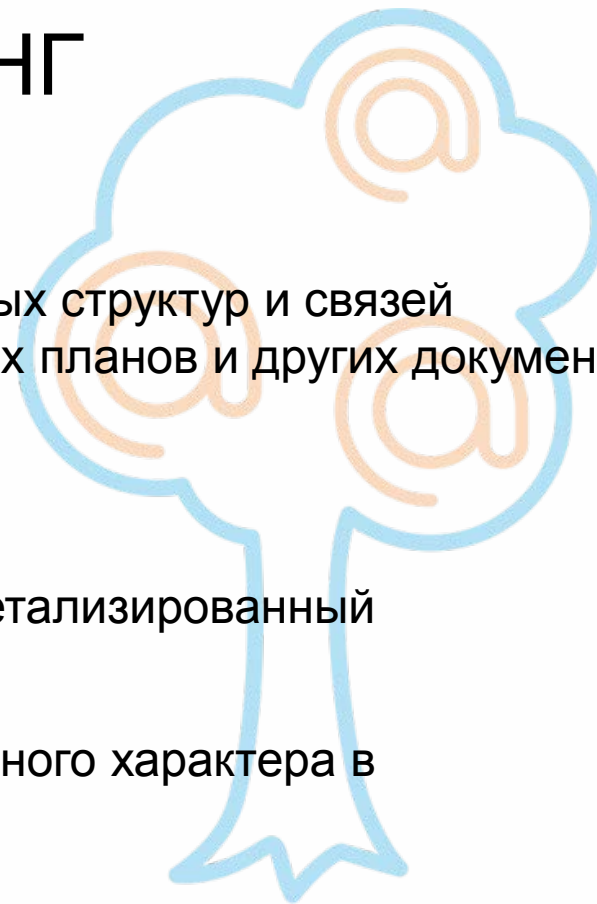 НГ
ых структур и связей
х планов и других докумен
етализированный
ного характера в